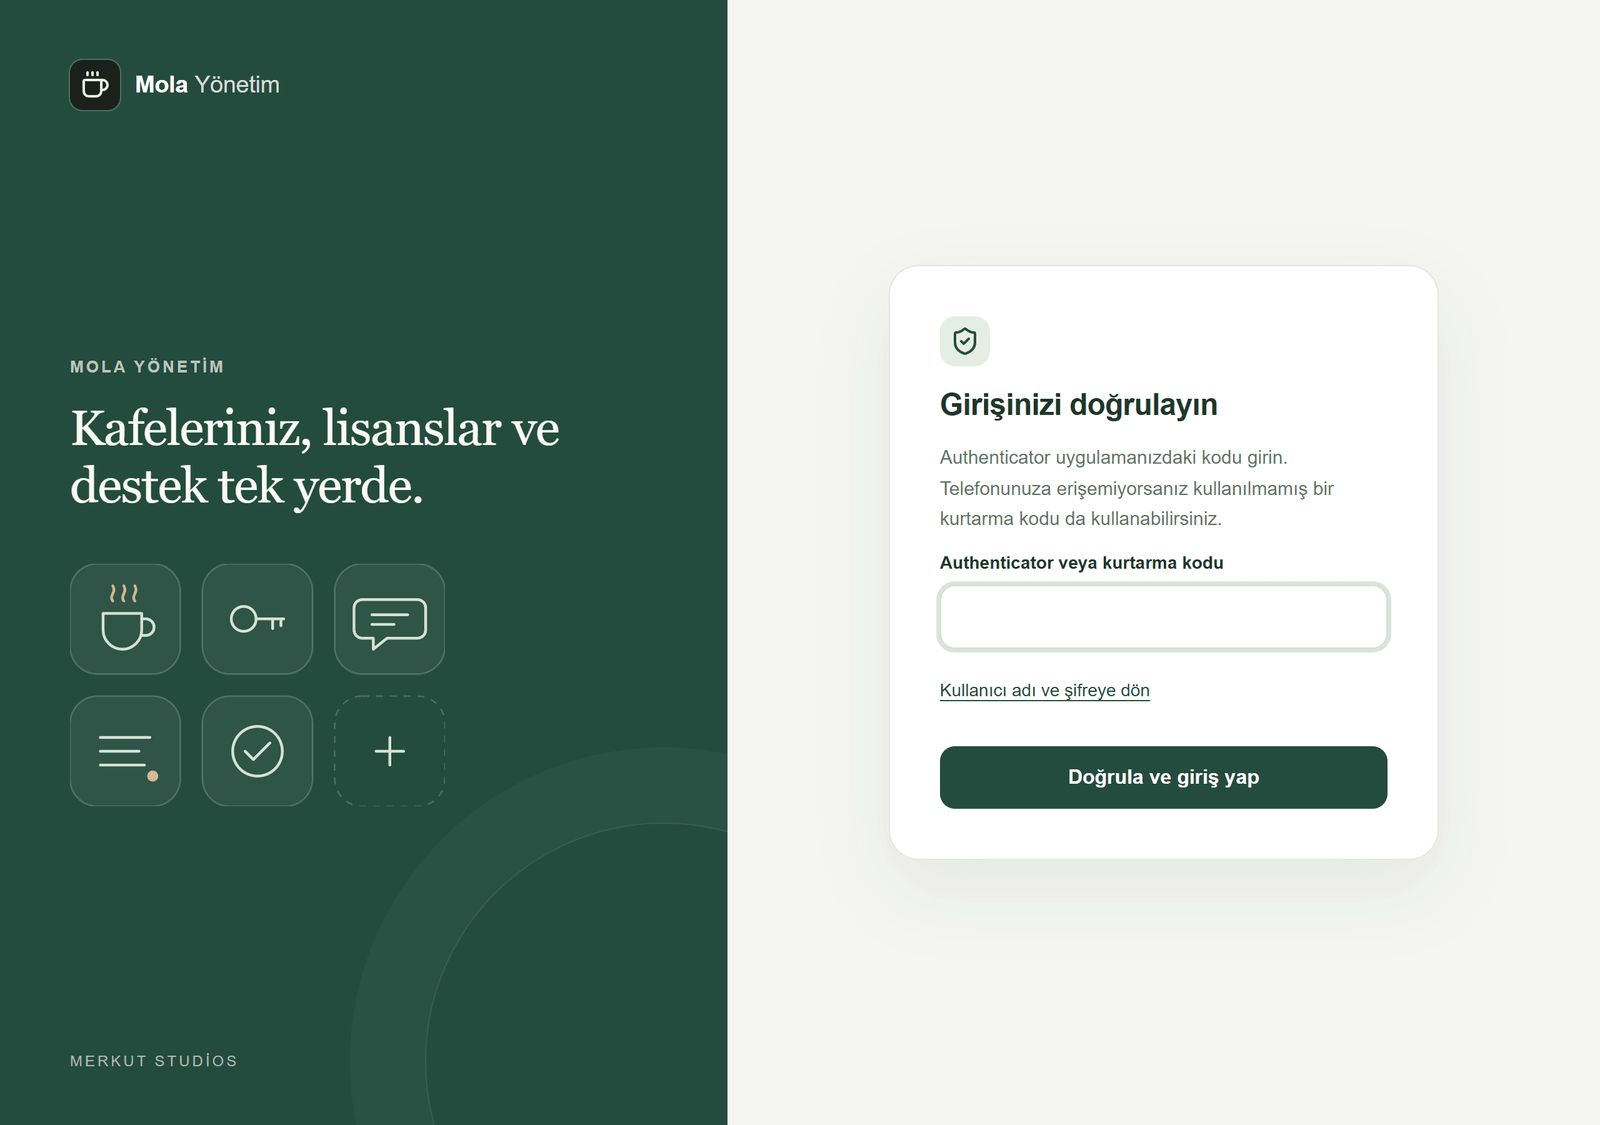 Mola Yönetim
MOLA YÖNETİM
Kafeleriniz, lisanslar ve
destek tek yerde.
MERKUT STUDİOS
Girişinizi doğrulayın
Authenticator uygulamanızdaki kodu girin.
Telefonunuza erişemiyorsanız kullanılmamış bir
kurtarma kodu da kullanabilirsiniz.
Authenticator veya kurtarma kodu
Kullanıcı adı ve şifreye dön
Doğrula ve giriş yap